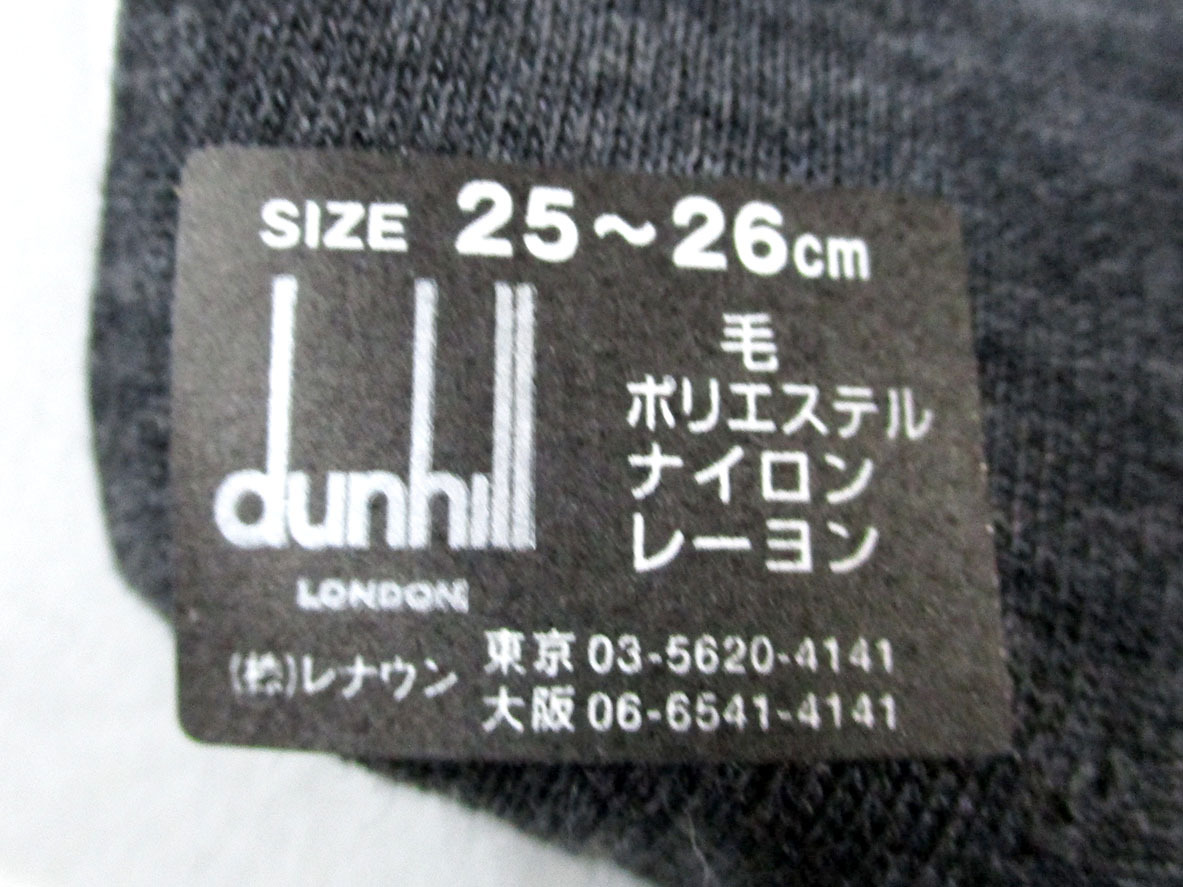 SIZE 25～26cm
dunhill
LONDON
毛
ポリエステル
ナイロン
レーヨン
(株)レナウン
東京 03-5620-4141
大阪 06-6541-4141